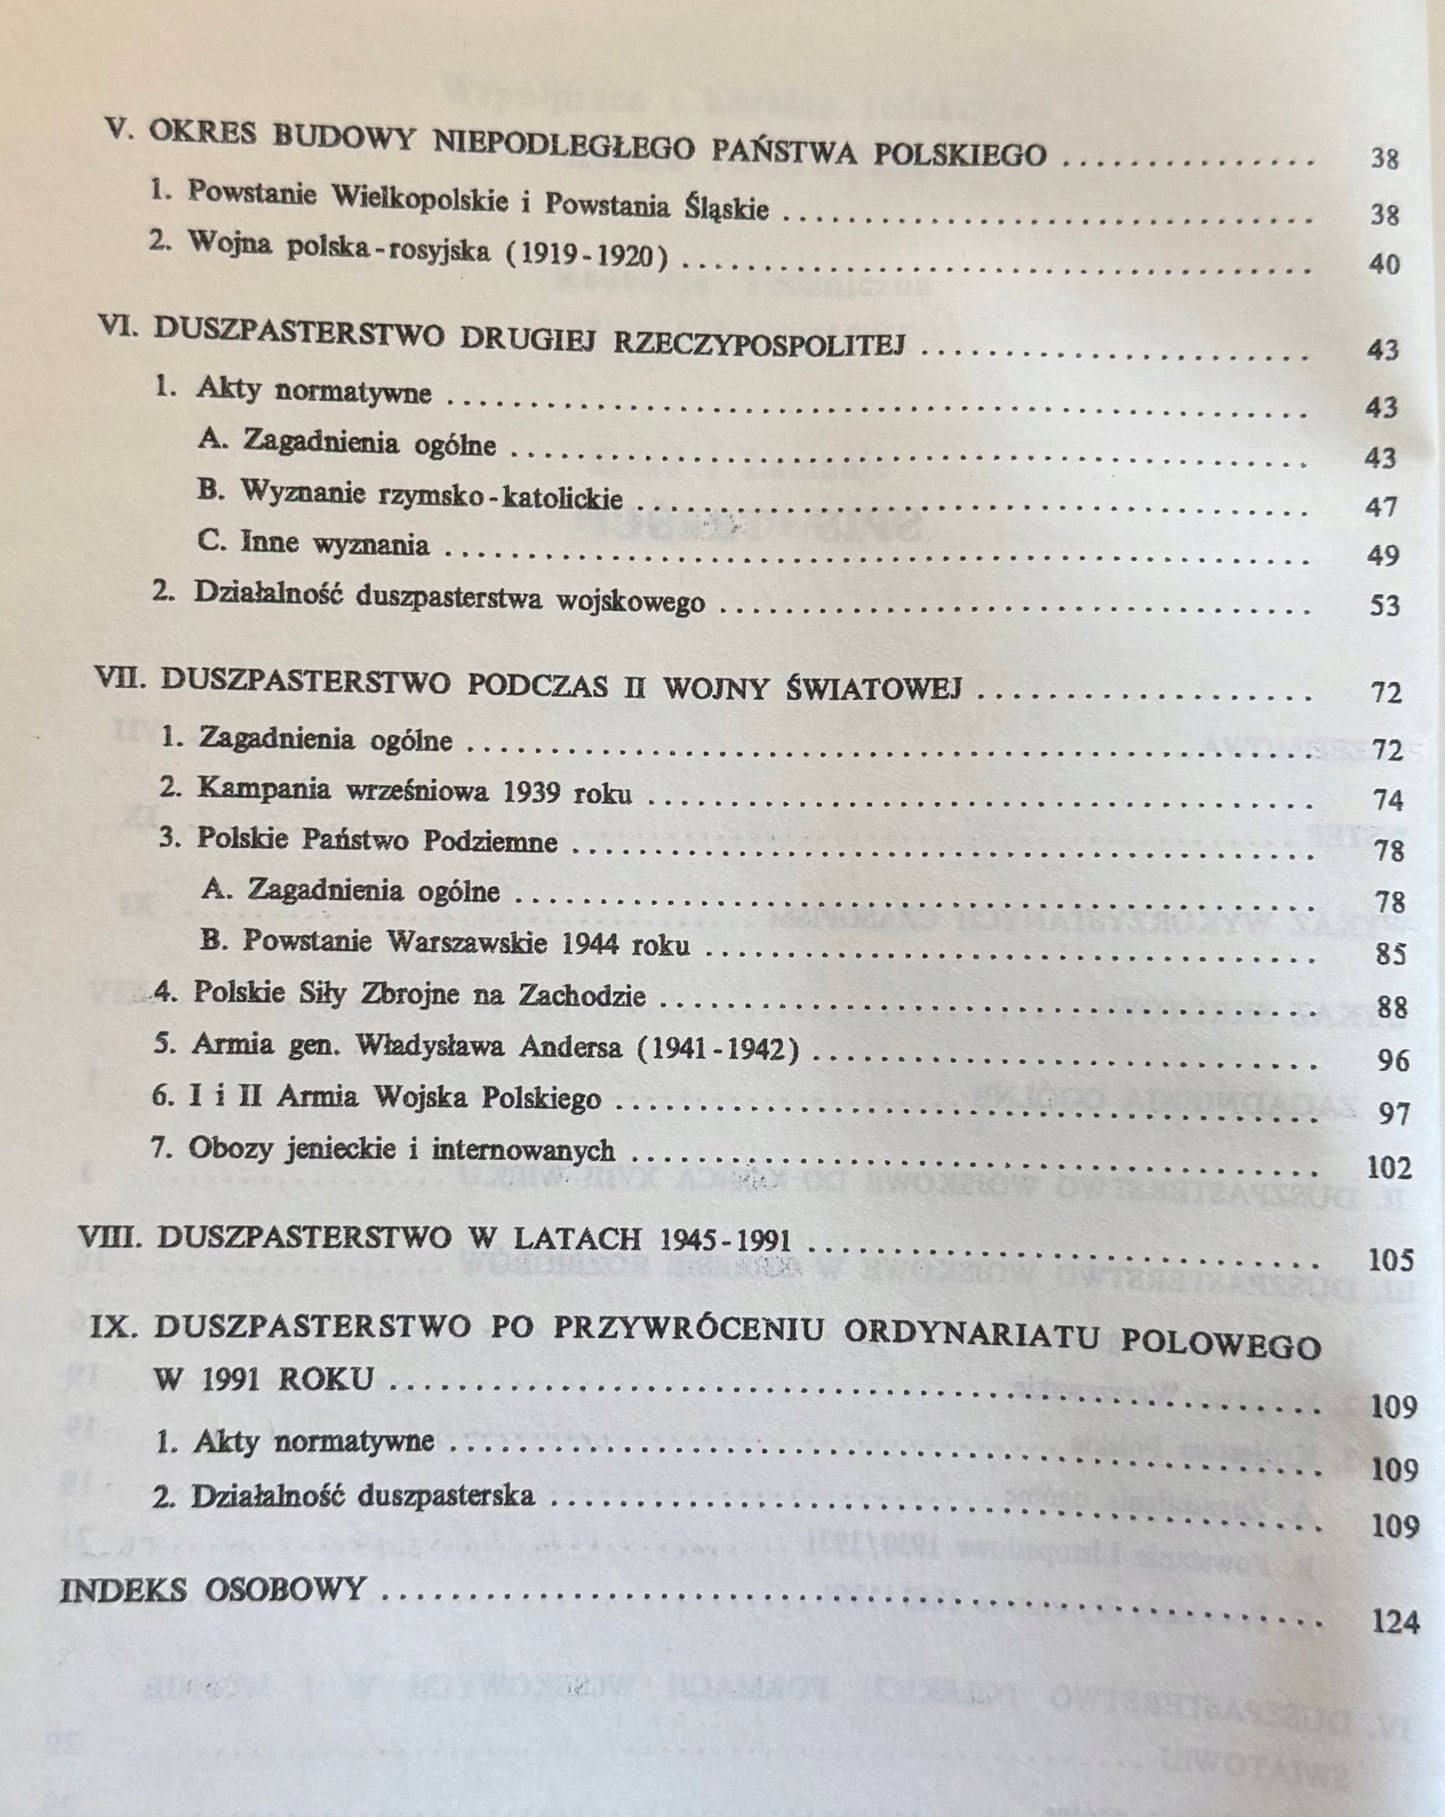 V. OKRES BUDOWY NIEPODLEGŁEGO PAŃSTWA POLSKIEGO ............... 38
1. Powstanie Wielkopolskie i Powstania Śląskie ............................... 38
2. Wojna polska-rosyjska (1919-1920) ..................................... 40
VI. DUSZPASTERSTWO DRUGIEJ RZECZYPOSPOLITEJ ....................... 43
1. Akty normatywne .................................................. 43
A. Zagadnienia ogólne .............................................. 43
B. Wyznanie rzymsko-katolickie ........................................ 47
C. Inne wyznania .................................................. 49
2. Działalność duszpasterstwa wojskowego ................................... 53
VII. DUSZPASTERSTWO PODCZAS II WOJNY ŚWIATOWEJ .................... 72
1. Zagadnienia ogólne ................................................. 72
2. Kampania wrześniowa 1939 roku ....................................... 74
3. Polskie Państwo Podziemne ............................................ 78
A. Zagadnienia ogólne ............................................... 78
B. Powstanie Warszawskie 1944 roku .................................... 85
4. Polskie Siły Zbrojne na Zachodzie ....................................... 88
5. Armia gen. Władysława Andersa (1941-1942) .............................. 96
6. I i II Armia Wojska Polskiego .......................................... 97
7. Obozy jenieckie i internowanych ......................................... 102
VIII. DUSZPASTERSTWO W LATACH 1945-1991 .............................. 105
IX. DUSZPASTERSTWO PO PRZYWRÓCENIU ORDYNARIATU POLOWEGO
W 1991 ROKU ....................................................... 109
1. Akty normatywne .................................................... 109
2. Działalność duszpasterska .............................................. 109
INDEKS OSOBOWY ........................................................ 124